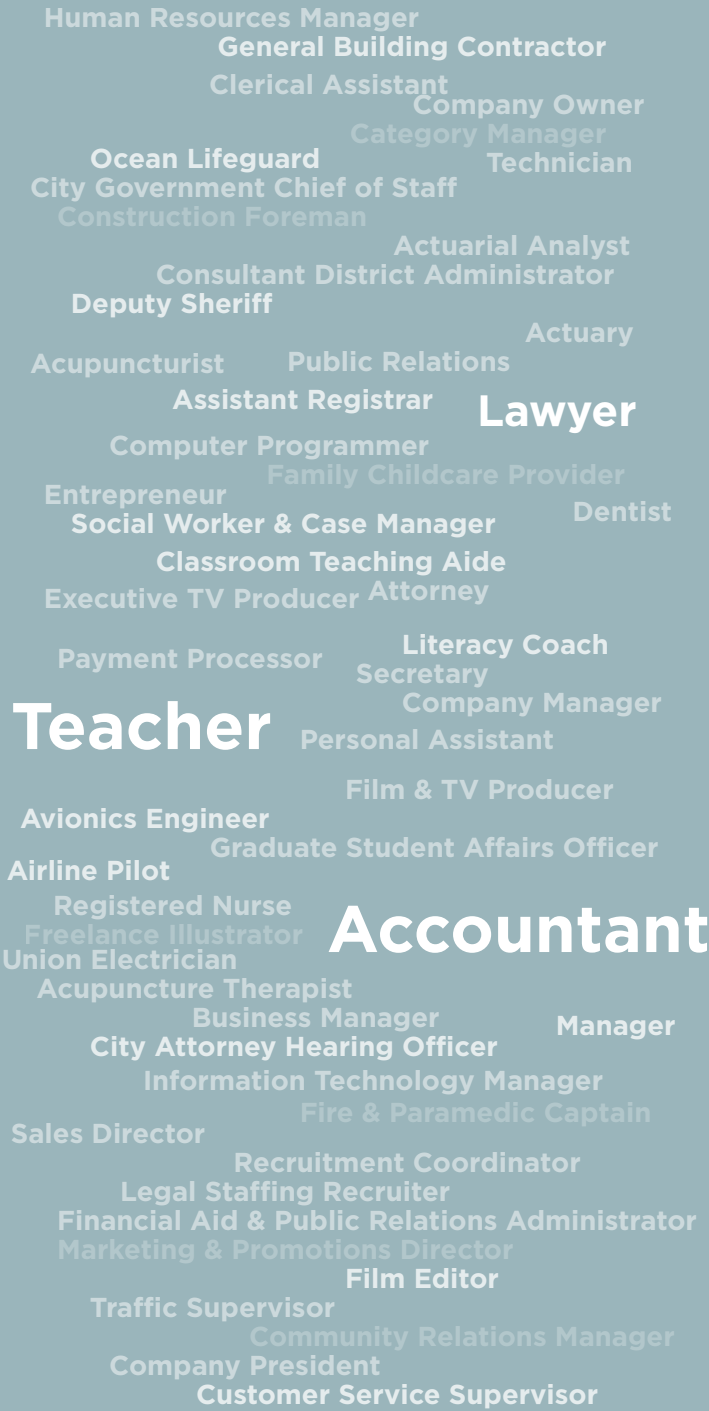 Human Resources Manager
General Building Contractor
Clerical Assistant
Company Owner
Category Manager
Ocean Lifeguard
Technician
City Government Chief of Staff
Construction Foreman
Actuarial Analyst
Consultant District Administrator
Deputy Sheriff
Actuary
Acupuncturist
Public Relations
Assistant Registrar
Lawyer
Computer Programmer
Family Childcare Provider
Entrepreneur
Dentist
Social Worker & Case Manager
Classroom Teaching Aide
Executive TV Producer
Attorney
Literacy Coach
Payment Processor
Secretary
Company Manager
Teacher
Personal Assistant
Film & TV Producer
Avionics Engineer
Graduate Student Affairs Officer
Airline Pilot
Registered Nurse
Accountant
Freelance Illustrator
Union Electrician
Acupuncture Therapist
Business Manager
Manager
City Attorney Hearing Officer
Information Technology Manager
Fire & Paramedic Captain
Sales Director
Recruitment Coordinator
Legal Staffing Recruiter
Financial Aid & Public Relations Administrator
Marketing & Promotions Director
Film Editor
Traffic Supervisor
Community Relations Manager
Company President
Customer Service Supervisor